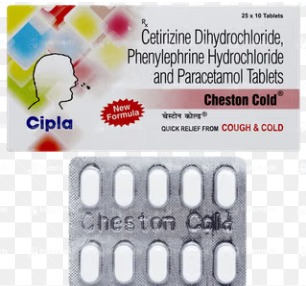 25 x 10 Tablets
Rx
Cetirizine Dihydrochloride,
Phenylephrine Hydrochloride
and Paracetamol Tablets
Cheston Cold®
New
Formula
चेस्टोन कोल्ड®
Cipla
QUICK RELIEF FROM COUGH & COLD
Cheston Cold